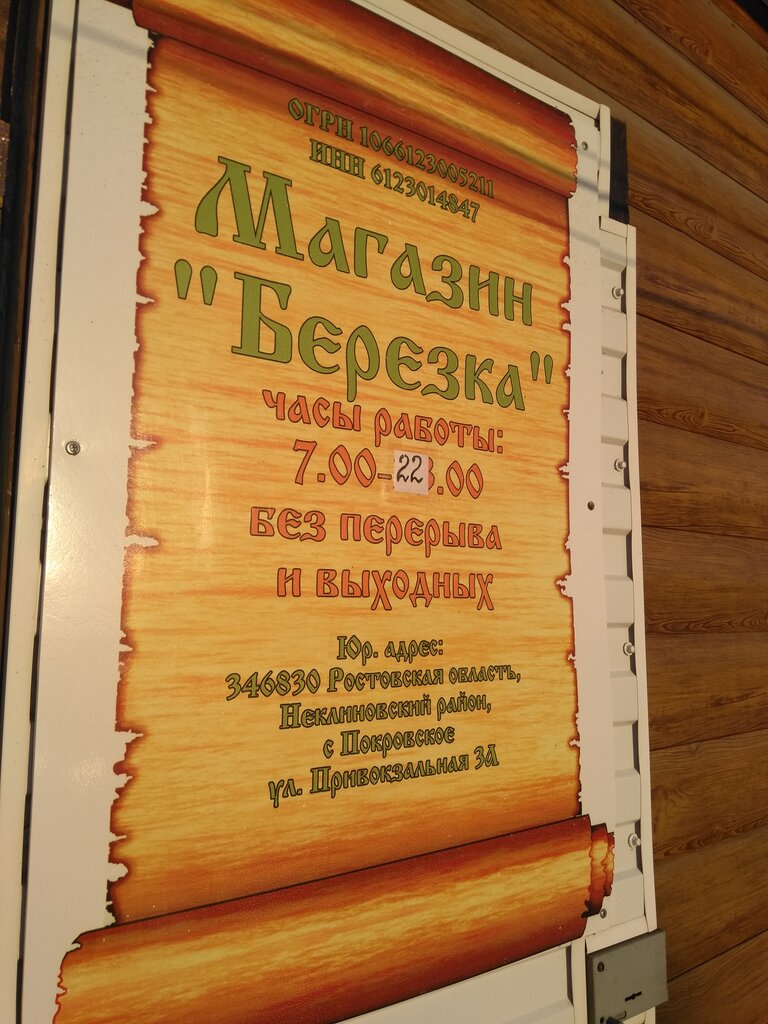 ОГРН 1066123005211
ИНН 6123014847
Магазин
"Березка"
часы работы:
7.00-22.00
без перерыва
и выходных
Юр. адрес:
346830 Ростовская область,
Неклиновский район,
с Покровское
ул. Привокзальная 3А